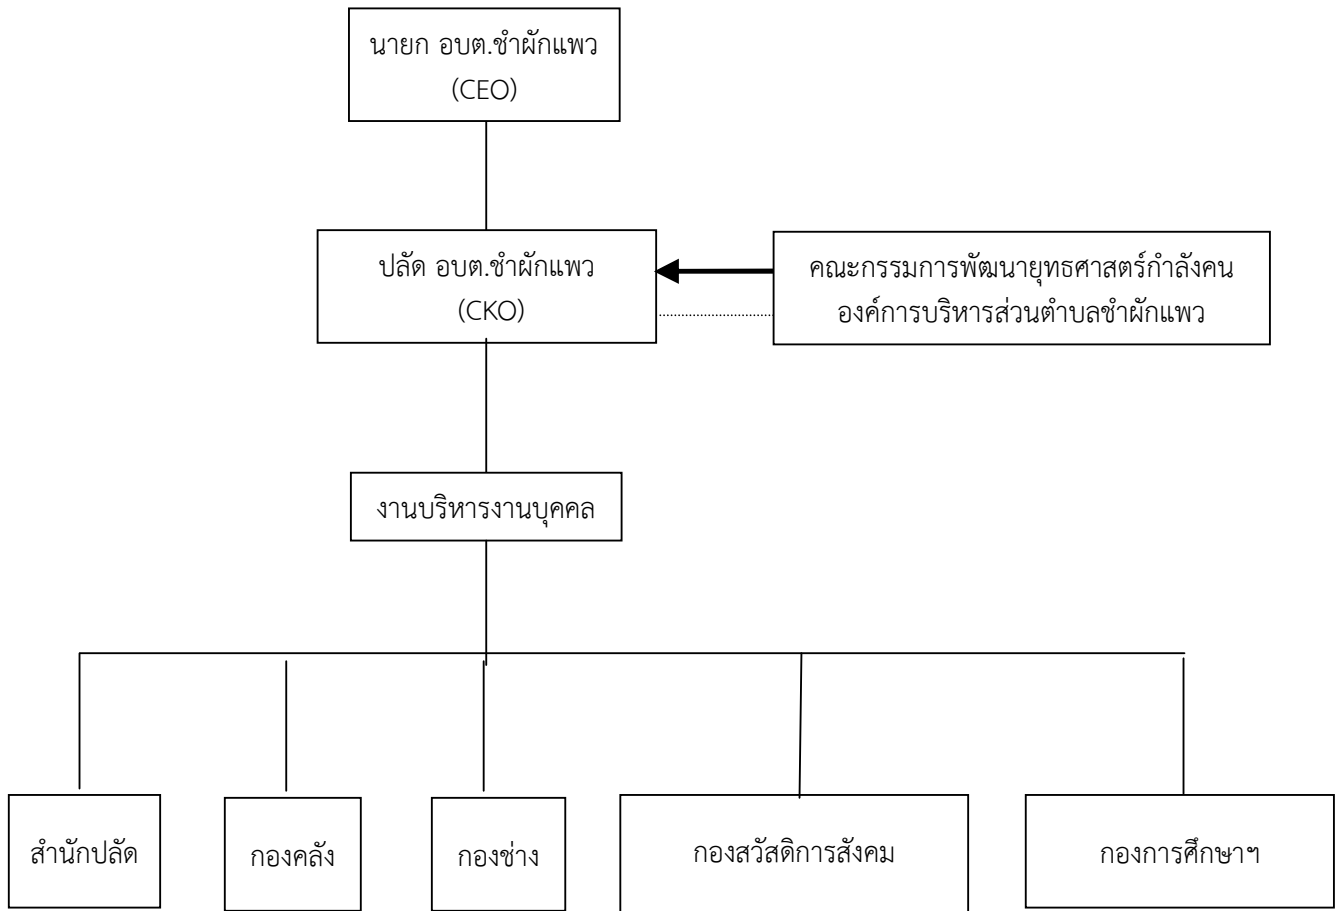 นายก อบต.ชำผักแพว
(CEO)
ปลัด อบต.ชำผักแพว
(CKO)
คณะกรรมการพัฒนายุทธศาสตร์กำลังคน
องค์การบริหารส่วนตำบลชำผักแพว
งานบริหารงานบุคคล
สำนักปลัด
กองคลัง
กองช่าง
กองสวัสดิการสังคม
กองการศึกษาฯ